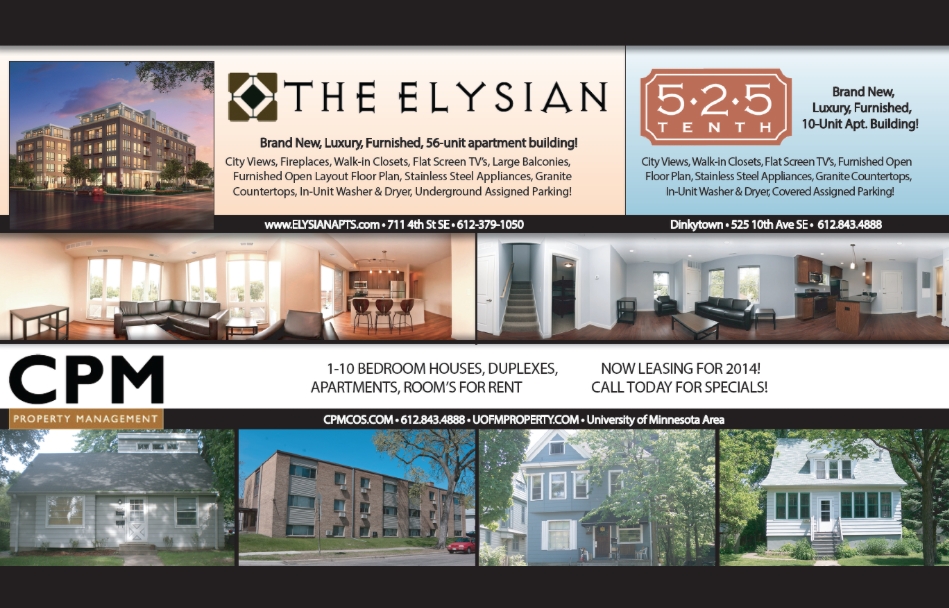 THE ELYSIAN
Brand New, Luxury, Furnished, 56-unit apartment building!
City Views, Fireplaces, Walk-in Closets, Flat Screen TV's, Large Balconies,
Furnished Open Layout Floor Plan, Stainless Steel Appliances, Granite
Countertops, In-Unit Washer & Dryer, Underground Assigned Parking!
www.ELYSIANAPTS.com • 711 4th St SE • 612-379-1050
5•2•5
TENTH
Brand New,
Luxury, Furnished,
10-Unit Apt. Building!
City Views, Walk-in Closets, Flat Screen TV's, Furnished Open
Floor Plan, Stainless Steel Appliances, Granite Countertops,
In-Unit Washer & Dryer, Covered Assigned Parking!
Dinkytown • 525 10th Ave SE • 612.843.4888
CPM
PROPERTY MANAGEMENT
1-10 BEDROOM HOUSES, DUPLEXES,
APARTMENTS, ROOM'S FOR RENT
NOW LEASING FOR 2014!
CALL TODAY FOR SPECIALS!
CPMCOS.COM • 612.843.4888 • UOFMPROPERTY.COM • University of Minnesota Area